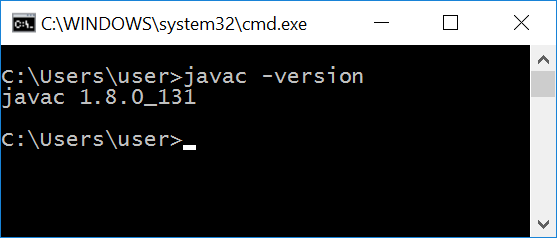 C:\WINDOWS\system32\cmd.exe
C:\Users\user>javac -version
javac 1.8.0_131
C:\Users\user>